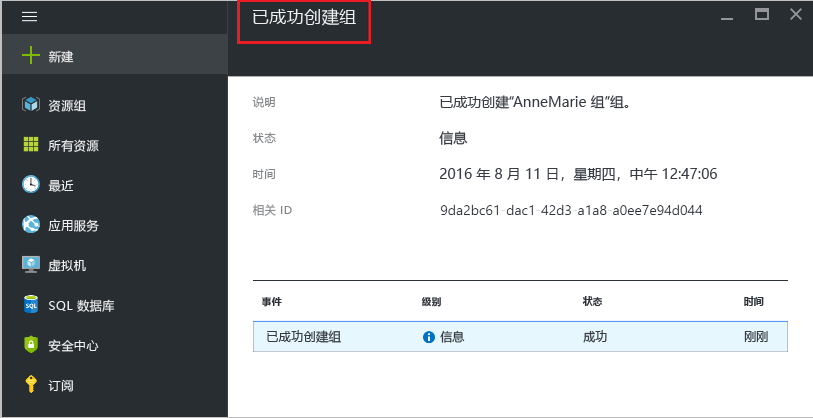 已成功创建组
新建
资源组
所有资源
最近
应用服务
虚拟机
SQL 数据库
安全中心
订阅
说明 已成功创建“AnneMarie 组”组。
状态 信息
时间 2016 年 8 月 11 日，星期四，中午 12:47:06
相关 ID 9da2bc61-dac1-42d3-a1a8-a0ee7e94d044
事件 级别 状态 时间
已成功创建组 信息 成功 刚刚